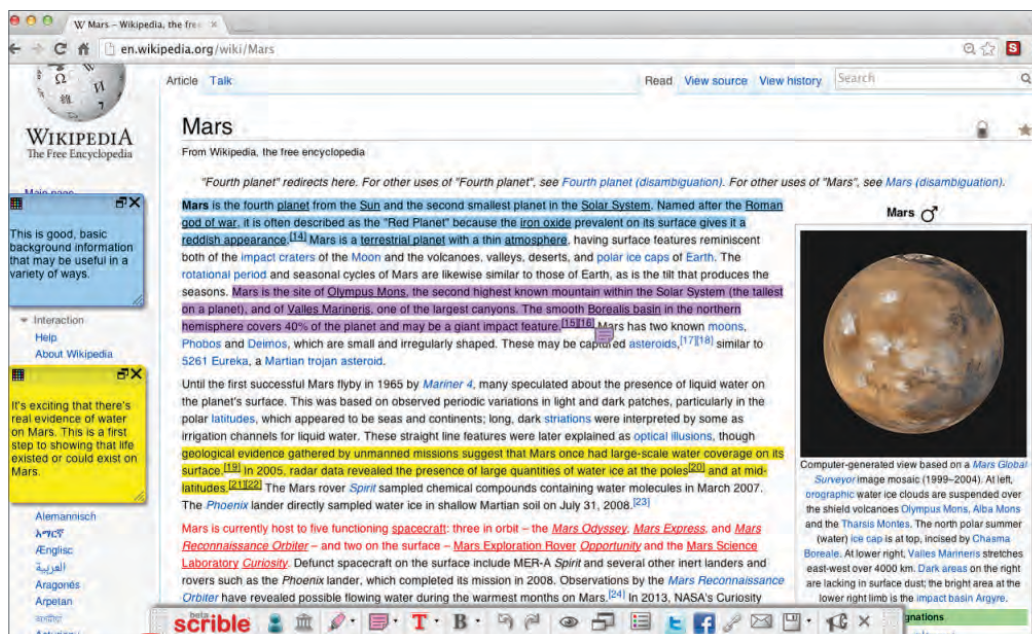 W Mars – Wikipedia, the free
en.wikipedia.org/wiki/Mars
S
Ω
И
WIKIPEDIA
The Free Encyclopedia
Main page
This is good, basic
background information
that may be useful in a
variety of ways.
Interaction
Help
About Wikipedia
It's exciting that there's
real evidence of water
on Mars. This is a first
step to showing that life
existed or could exist on
Mars.
Alemannisch
አማርኛ
Ænglisc
العربية
Aragonés
Arpetan
Article Talk
Read View source View history
Search
Mars
From Wikipedia, the free encyclopedia
"Fourth planet" redirects here. For other uses of "Fourth planet", see Fourth planet (disambiguation). For other uses of "Mars", see Mars (disambiguation).
Mars is the fourth planet from the Sun and the second smallest planet in the Solar System. Named after the Roman
god of war, it is often described as the "Red Planet" because the iron oxide prevalent on its surface gives it a
reddish appearance.[14] Mars is a terrestrial planet with a thin atmosphere, having surface features reminiscent
both of the impact craters of the Moon and the volcanoes, valleys, deserts, and polar ice caps of Earth. The
rotational period and seasonal cycles of Mars are likewise similar to those of Earth, as is the tilt that produces the
seasons. Mars is the site of Olympus Mons, the second highest known mountain within the Solar System (the tallest
on a planet), and of Valles Marineris, one of the largest canyons. The smooth Borealis basin in the northern
hemisphere covers 40% of the planet and may be a giant impact feature.[15][16] Mars has two known moons,
Phobos and Deimos, which are small and irregularly shaped. These may be captured asteroids,[17][18] similar to
5261 Eureka, a Martian trojan asteroid.
Until the first successful Mars flyby in 1965 by Mariner 4, many speculated about the presence of liquid water on
the planet's surface. This was based on observed periodic variations in light and dark patches, particularly in the
polar latitudes, which appeared to be seas and continents; long, dark striations were interpreted by some as
irrigation channels for liquid water. These straight line features were later explained as optical illusions, though
geological evidence gathered by unmanned missions suggest that Mars once had large-scale water coverage on its
surface.[19] In 2005, radar data revealed the presence of large quantities of water ice at the poles[20] and at mid-
latitudes.[21][22] The Mars rover Spirit sampled chemical compounds containing water molecules in March 2007.
The Phoenix lander directly sampled water ice in shallow Martian soil on July 31, 2008.[23]
Mars is currently host to five functioning spacecraft: three in orbit – the Mars Odyssey, Mars Express, and Mars
Reconnaissance Orbiter – and two on the surface – Mars Exploration Rover Opportunity and the Mars Science
Laboratory Curiosity. Defunct spacecraft on the surface include MER-A Spirit and several other inert landers and
rovers such as the Phoenix lander, which completed its mission in 2008. Observations by the Mars Reconnaissance
Orbiter have revealed possible flowing water during the warmest months on Mars.[24] In 2013, NASA's Curiosity
Mars ♂
Computer-generated view based on a Mars Global
Surveyor image mosaic (1999–2004). At left,
orographic water ice clouds are suspended over
the shield volcanoes Olympus Mons, Alba Mons
and the Tharsis Montes. The north polar summer
(water) ice cap is at top, incised by Chasma
Boreale. At lower right, Valles Marineris stretches
east-west over 4000 km. Dark areas on the right
are lacking in surface dust; the bright area at the
lower right limb is the impact basin Argyre.
gnations
beta
scrible
T B